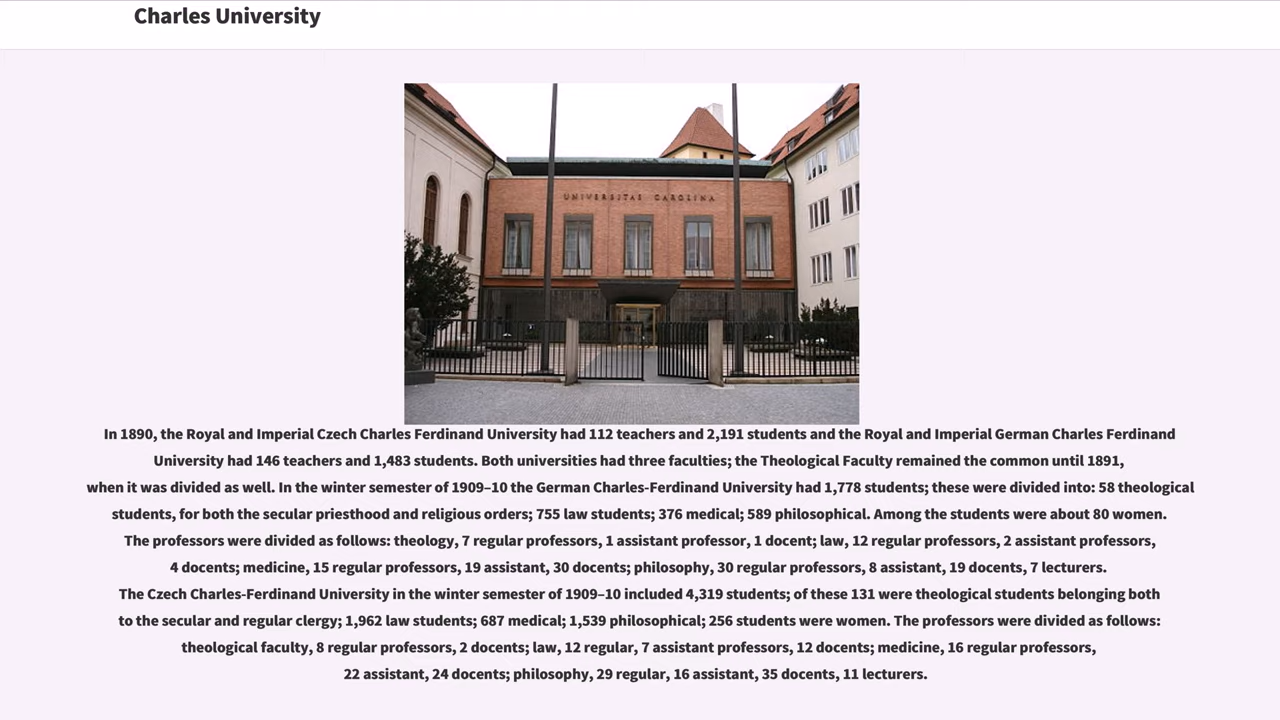 Charles University
UNIVERSITAS CAROLINA
In 1890, the Royal and Imperial Czech Charles Ferdinand University had 112 teachers and 2,191 students and the Royal and Imperial German Charles Ferdinand
University had 146 teachers and 1,483 students. Both universities had three faculties; the Theological Faculty remained the common until 1891,
when it was divided as well. In the winter semester of 1909–10 the German Charles-Ferdinand University had 1,778 students; these were divided into: 58 theological
students, for both the secular priesthood and religious orders; 755 law students; 376 medical; 589 philosophical. Among the students were about 80 women.
The professors were divided as follows: theology, 7 regular professors, 1 assistant professor, 1 docent; law, 12 regular professors, 2 assistant professors,
4 docents; medicine, 15 regular professors, 19 assistant, 30 docents; philosophy, 30 regular professors, 8 assistant, 19 docents, 7 lecturers.
The Czech Charles-Ferdinand University in the winter semester of 1909–10 included 4,319 students; of these 131 were theological students belonging both
to the secular and regular clergy; 1,962 law students; 687 medical; 1,539 philosophical; 256 students were women. The professors were divided as follows:
theological faculty, 8 regular professors, 2 docents; law, 12 regular, 7 assistant professors, 12 docents; medicine, 16 regular professors,
22 assistant, 24 docents; philosophy, 29 regular, 16 assistant, 35 docents, 11 lecturers.